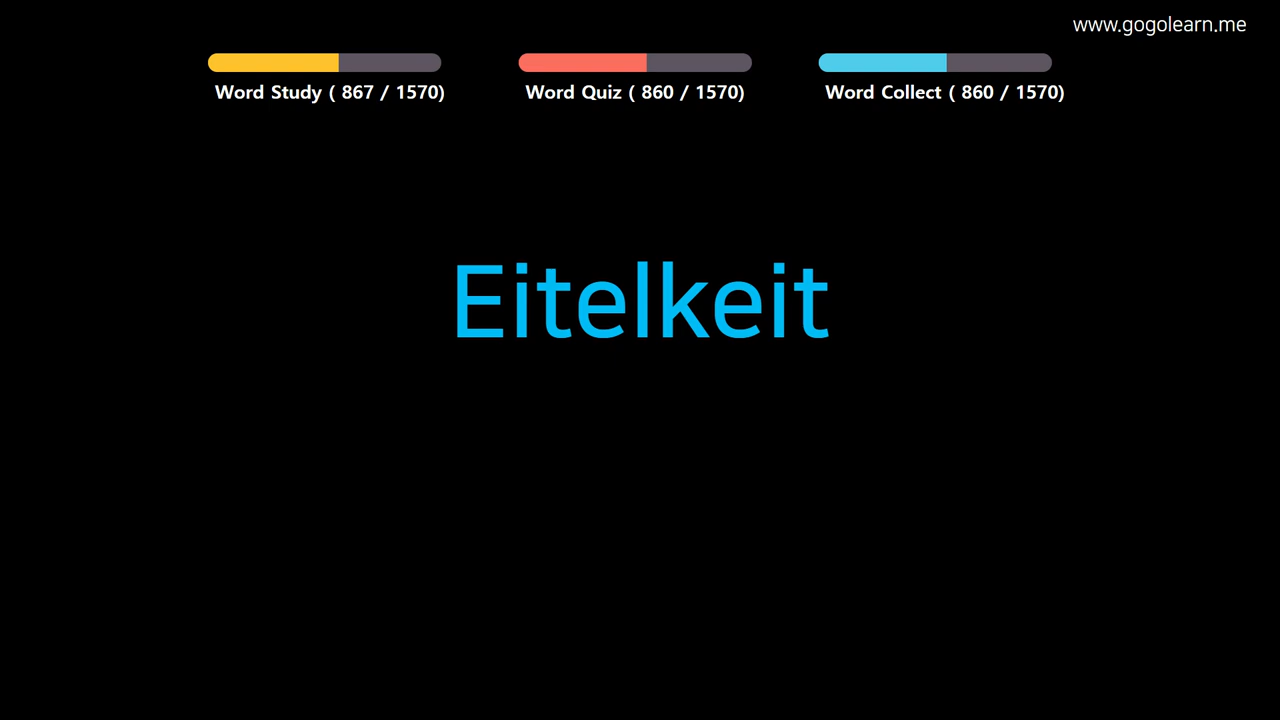 www.gogolearn.me
Word Study ( 867 / 1570)
Word Quiz ( 860 / 1570)
Word Collect ( 860 / 1570)
Eitelkeit